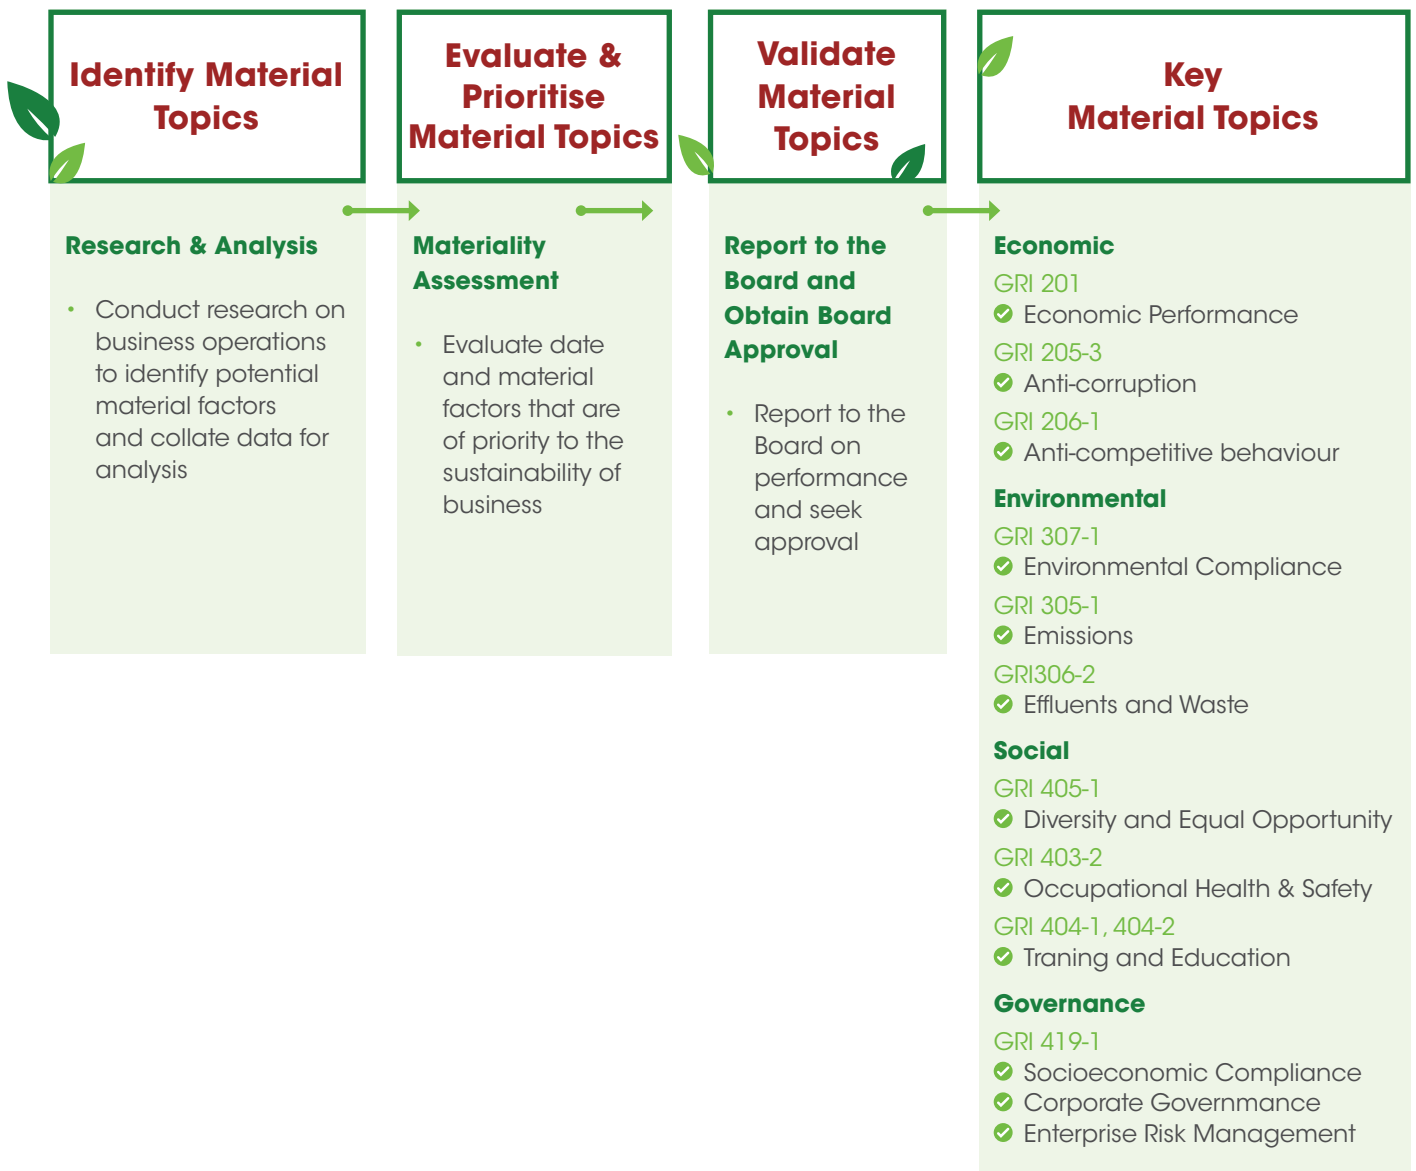 Identify Material
Topics
Research & Analysis
• Conduct research on
business operations
to identify potential
material factors
and collate data for
analysis
Evaluate &
Prioritise
Material Topics
Materiality
Assessment
• Evaluate date
and material
factors that are
of priority to the
sustainability of
business
Validate
Material
Topics
Report to the
Board and
Obtain Board
Approval
• Report to the
Board on
performance
and seek
approval
Key
Material Topics
Economic
GRI 201
Economic Performance
GRI 205-3
Anti-corruption
GRI 206-1
Anti-competitive behaviour
Environmental
GRI 307-1
Environmental Compliance
GRI 305-1
Emissions
GRI306-2
Effluents and Waste
Social
GRI 405-1
Diversity and Equal Opportunity
GRI 403-2
Occupational Health & Safety
GRI 404-1, 404-2
Traning and Education
Governance
GRI 419-1
Socioeconomic Compliance
Corporate Governmance
Enterprise Risk Management